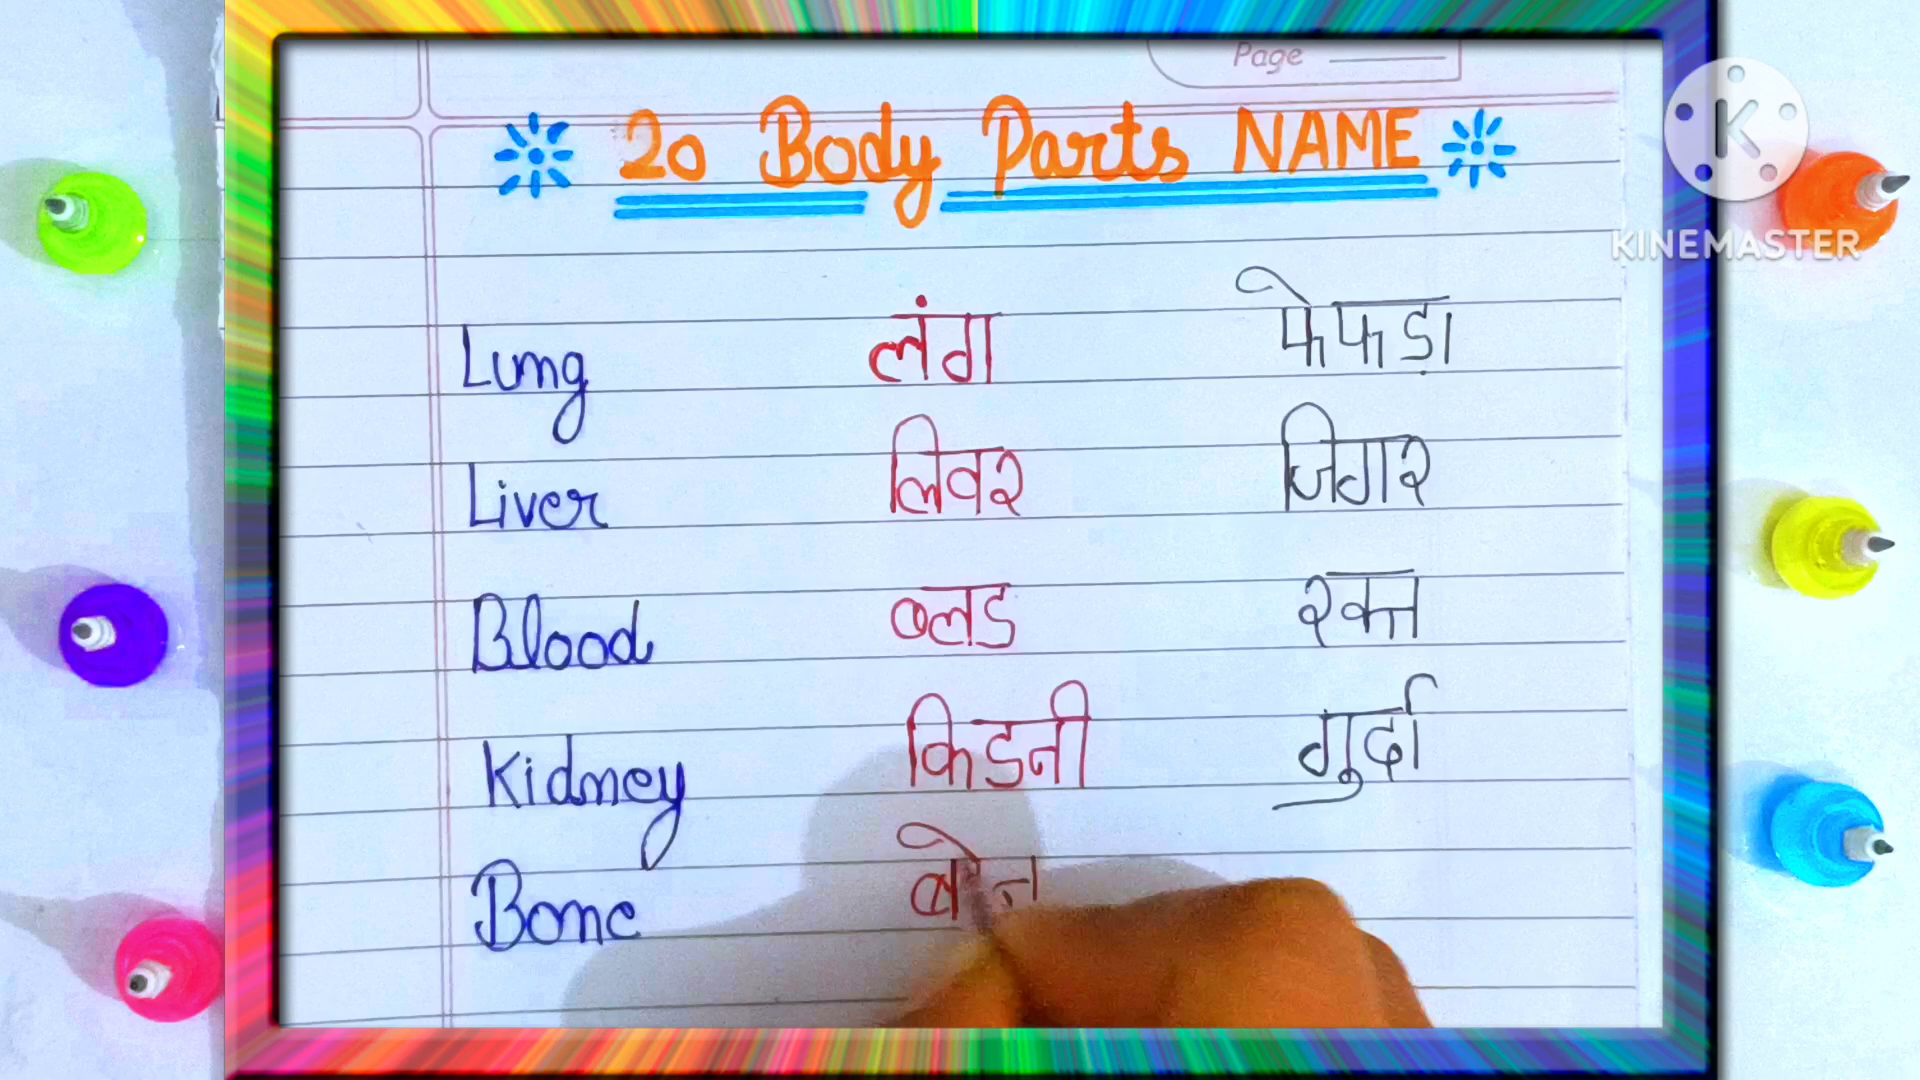 Page
20 Body Parts NAME
KINEMASTER
Lung लंग फेफड़ा
Liver लिवर जिगर
Blood ब्लड रक्त
Kidney किडनी गुर्दा
Bone बोन